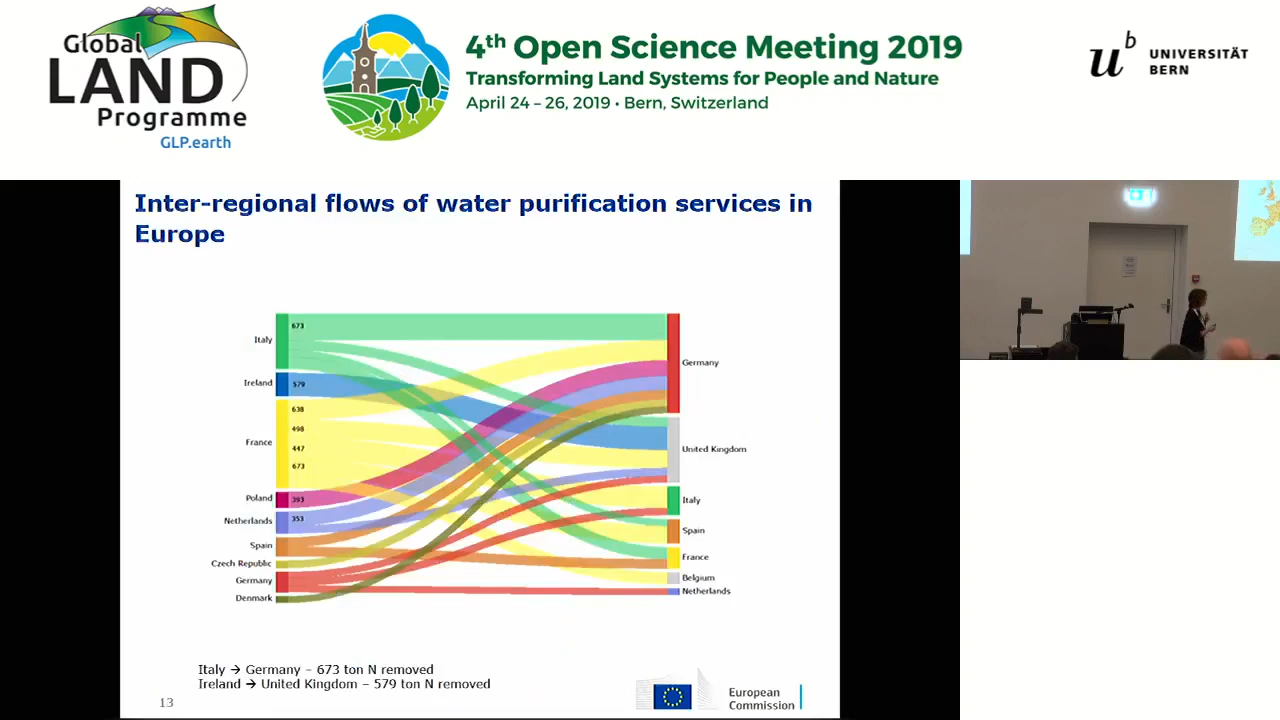 Global
LAND
Programme
GLP.earth
4th Open Science Meeting 2019
Transforming Land Systems for People and Nature
April 24 – 26, 2019 • Bern, Switzerland
u b
UNIVERSITÄT
BERN
Inter-regional flows of water purification services in
Europe
Italy
673
Ireland
579
France
638
498
447
673
Poland
393
Netherlands
353
Spain
Czech Republic
Germany
Denmark
Germany
United Kingdom
Italy
Spain
France
Belgium
Netherlands
Italy → Germany – 673 ton N removed
Ireland → United Kingdom – 579 ton N removed
13
European
Commission